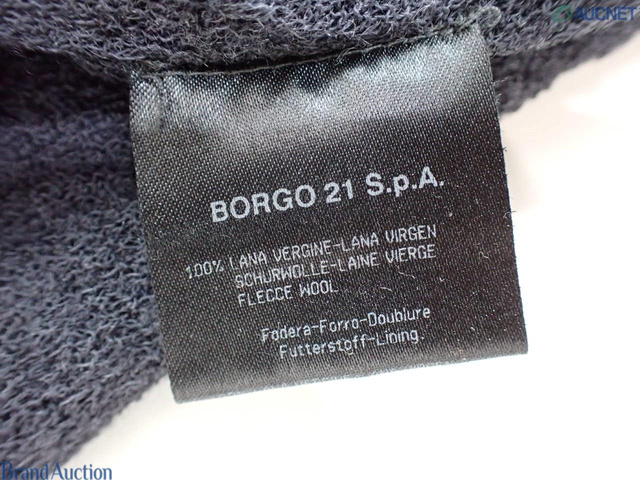 AUCNET
BORGO 21 S.p.A.
100% LANA VERGINE-LANA VIRGEN
SCHURWOLLE-LAINE VIERGE
FLECCE WOOL
Fodera-Forro-Doublure
Futterstoff-Lining.
Brand Auction